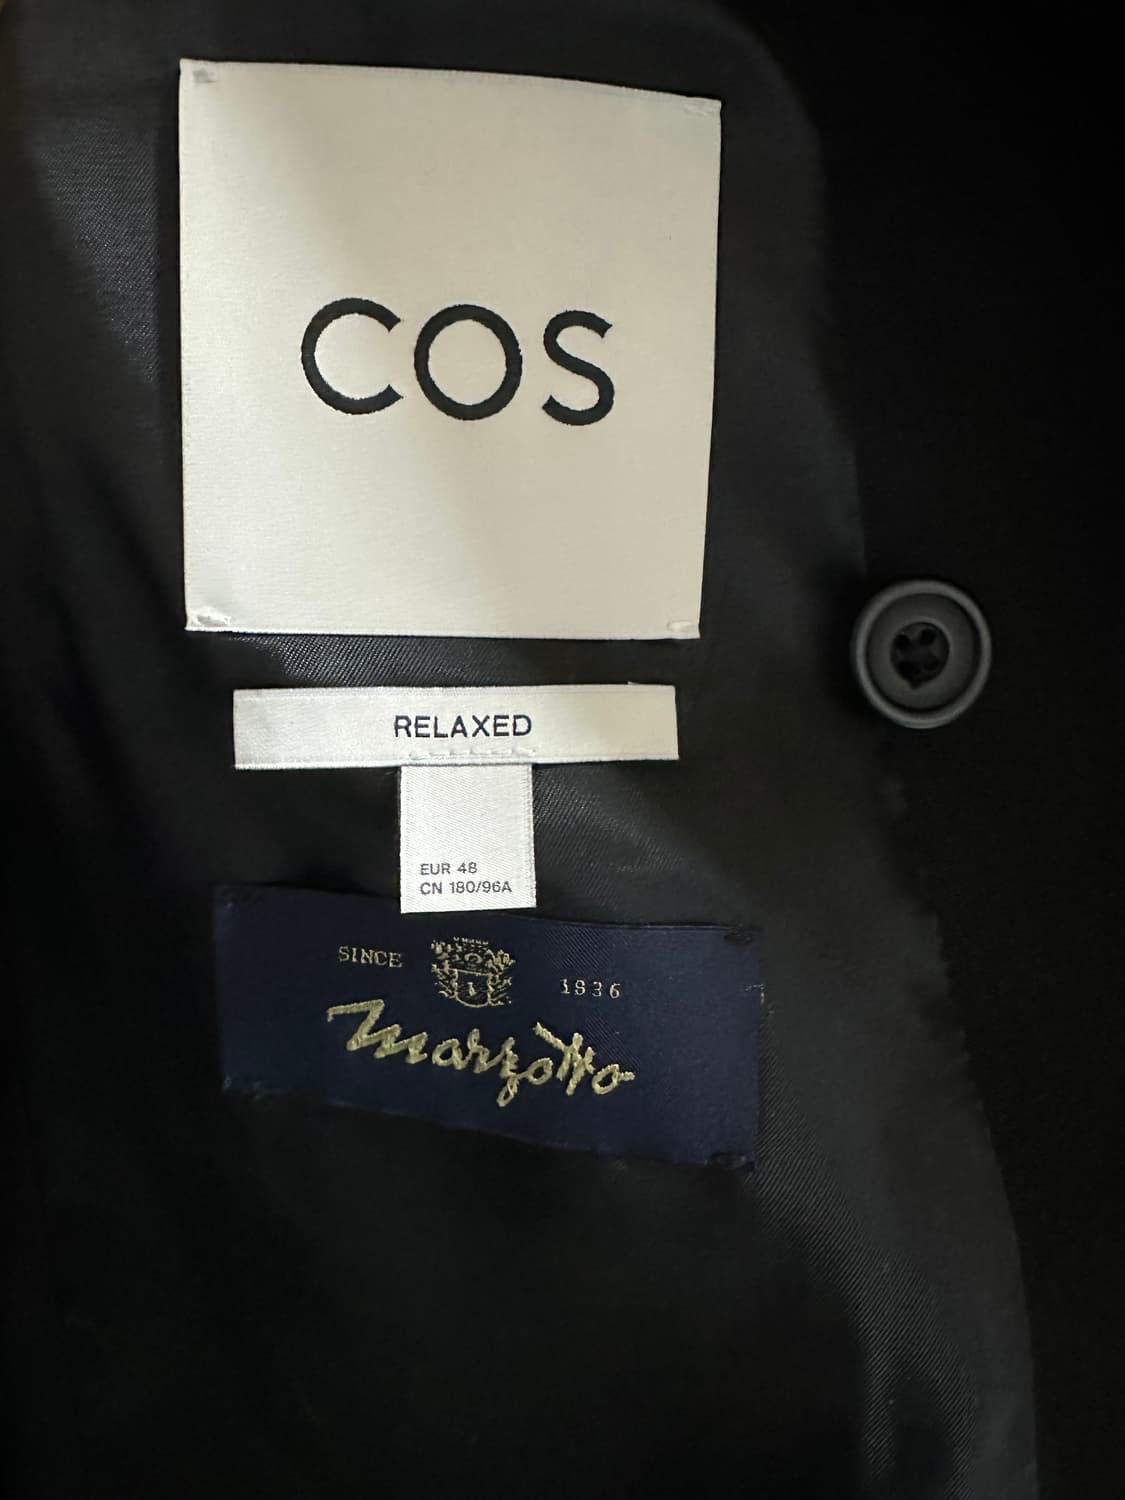 COS
RELAXED
EUR 48
CN 180/96A
SINCE 1836
Marzotto